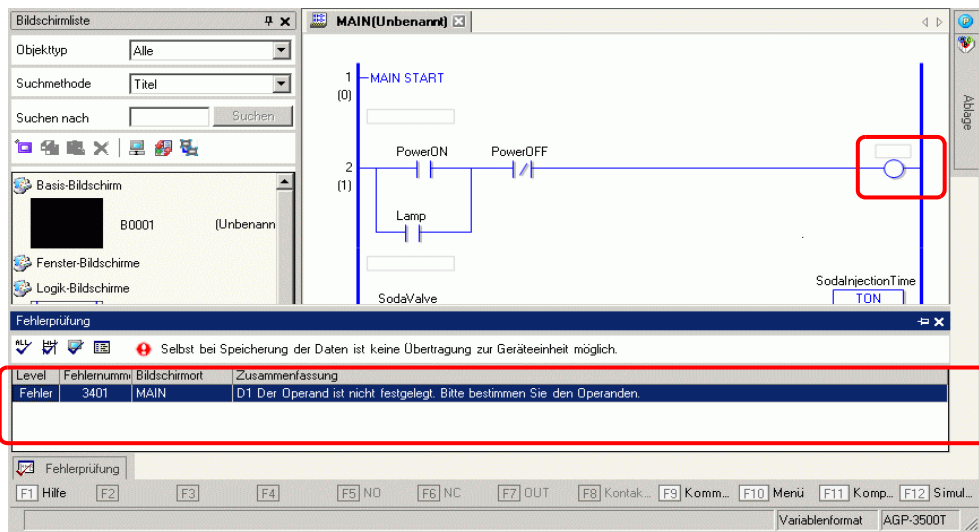 Bildschirmliste
MAIN(Unbenannt)
Objekttyp Alle
Suchmethode Titel
Suchen nach Suchen
Basis-Bildschirm
B0001 (Unbenann
Fenster-Bildschirme
Logik-Bildschirme
1 MAIN START
(0)
PowerON PowerOFF
2
(1)
Lamp
SodaInjectionTime
SodaValve TON
Ablage
Fehlerprüfung
ALL Selbst bei Speicherung der Daten ist keine Übertragung zur Geräteeinheit möglich.
Level Fehlernumm Bildschirmort Zusammenfassung
Fehler 3401 MAIN D1 Der Operand ist nicht festgelegt. Bitte bestimmen Sie den Operanden.
Fehlerprüfung
F1 Hilfe F2 F3 F4 F5 NO F6 NC F7 OUT F8 Kontak... F9 Komm... F10 Menü F11 Komp... F12 Simul...
Variablenformat AGP-3500T